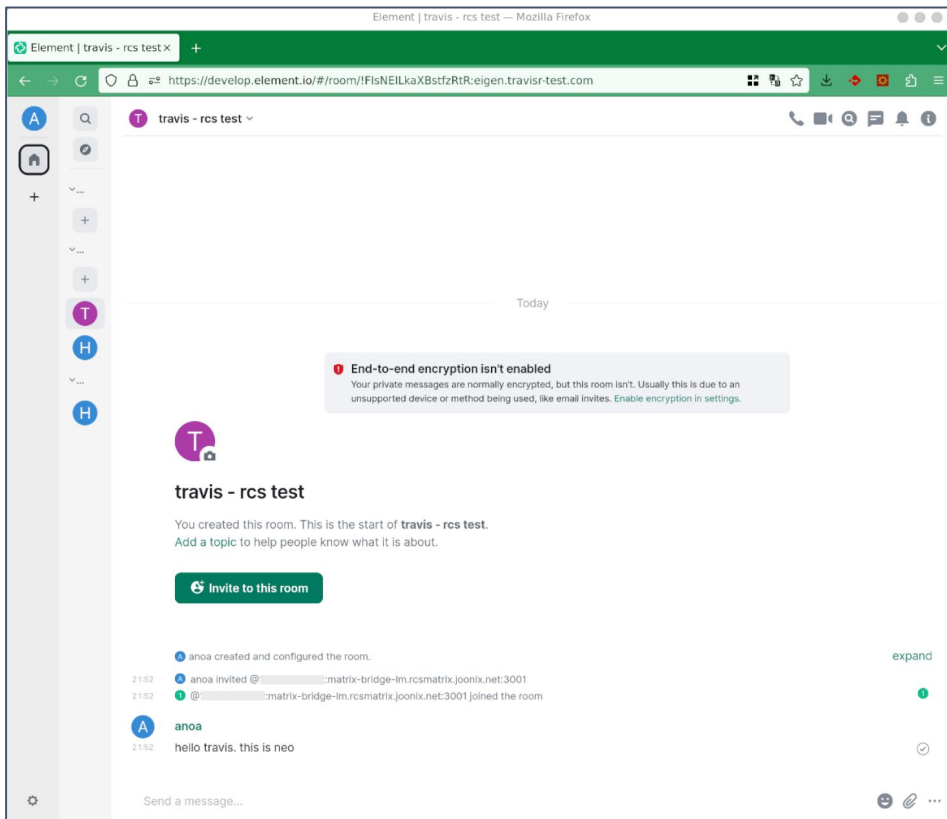 Element | travis - rcs test — Mozilla Firefox
Element | travis - rcs test
https://develop.element.io/#/room/!FIsNEILkaXBstfzRtR:eigen.travisr-test.com
A
T travis - rcs test
...
...
T
H
...
H
Today
End-to-end encryption isn't enabled
Your private messages are normally encrypted, but this room isn't. Usually this is due to an
unsupported device or method being used, like email invites. Enable encryption in settings.
T
travis - rcs test
You created this room. This is the start of travis - rcs test.
Add a topic to help people know what it is about.
Invite to this room
A anoa created and configured the room. expand
21:52 A anoa invited @ :matrix-bridge-lm.rcsmatrix.joonix.net:3001
21:52 1 @ :matrix-bridge-lm.rcsmatrix.joonix.net:3001 joined the room 1
A anoa
21:52 hello travis. this is neo
Send a message...